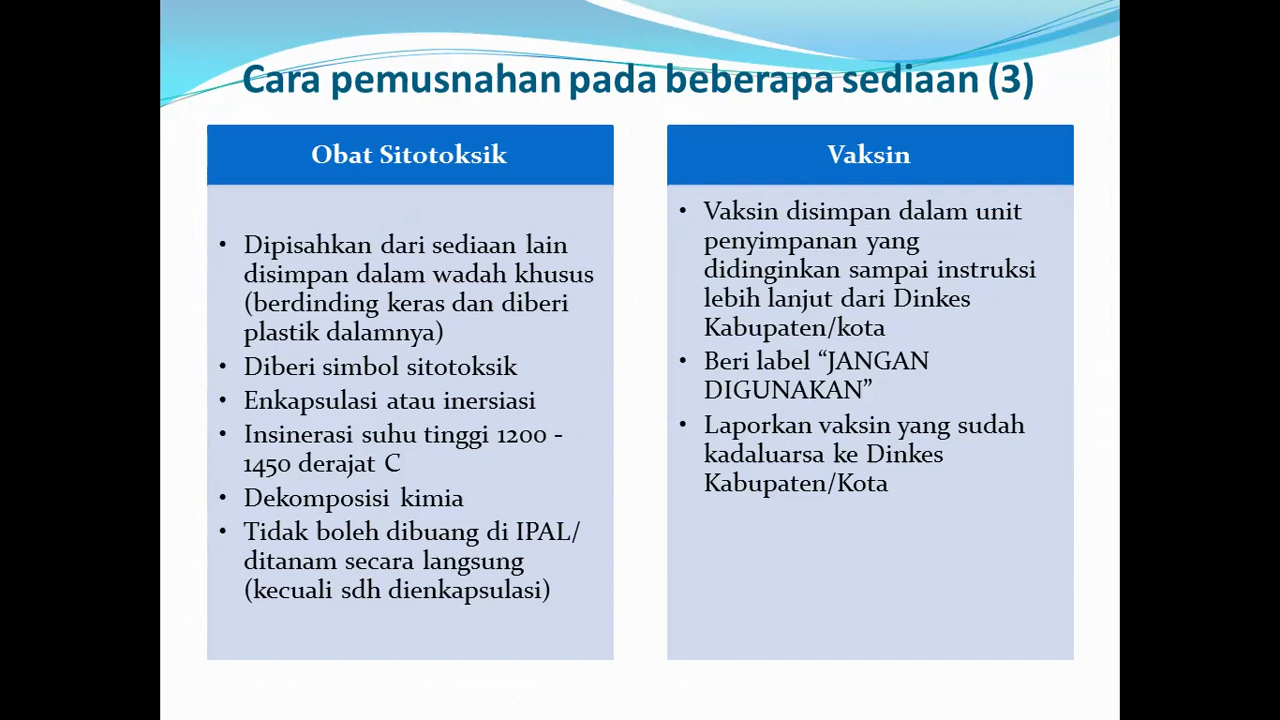 Cara pemusnahan pada beberapa sediaan (3)
Obat Sitotoksik
• Dipisahkan dari sediaan lain
disimpan dalam wadah khusus
(berdinding keras dan diberi
plastik dalamnya)
• Diberi simbol sitotoksik
• Enkapsulasi atau inersiasi
• Insinerasi suhu tinggi 1200 -
1450 derajat C
• Dekomposisi kimia
• Tidak boleh dibuang di IPAL/
ditanam secara langsung
(kecuali sdh dienkapsulasi)
Vaksin
• Vaksin disimpan dalam unit
penyimpanan yang
didinginkan sampai instruksi
lebih lanjut dari Dinkes
Kabupaten/kota
• Beri label “JANGAN
DIGUNAKAN”
• Laporkan vaksin yang sudah
kadaluarsa ke Dinkes
Kabupaten/Kota